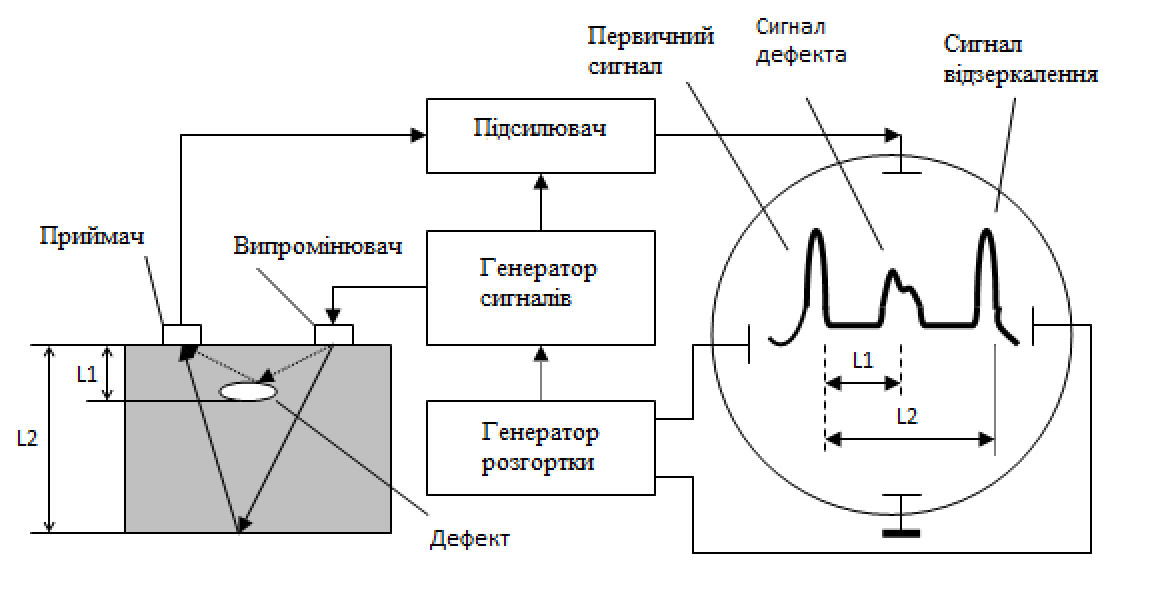 Первичний
сигнал
Сигнал
дефекта
Сигнал
відзеркалення
Підсилювач
Приймач
Випромінювач
Генератор
сигналів
L1
L2
L1
L2
Генератор
розгортки
Дефект